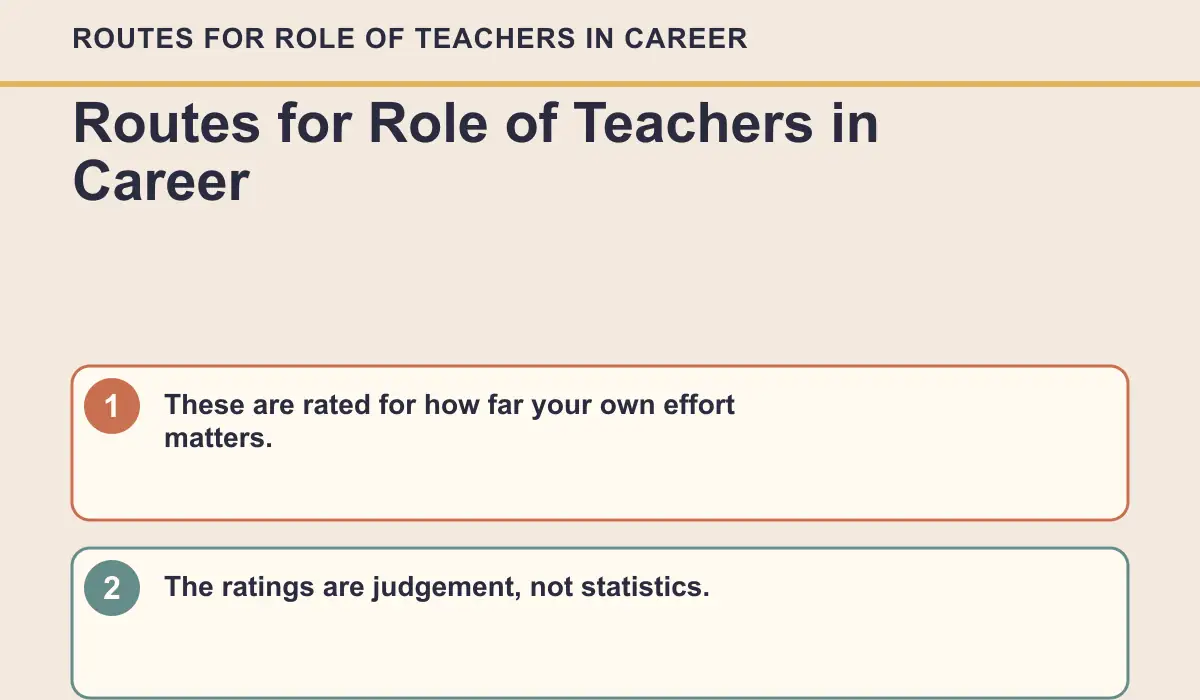 ROUTES FOR ROLE OF TEACHERS IN CAREER
Routes for Role of Teachers in
Career
1
These are rated for how far your own effort
matters.
2
The ratings are judgement, not statistics.